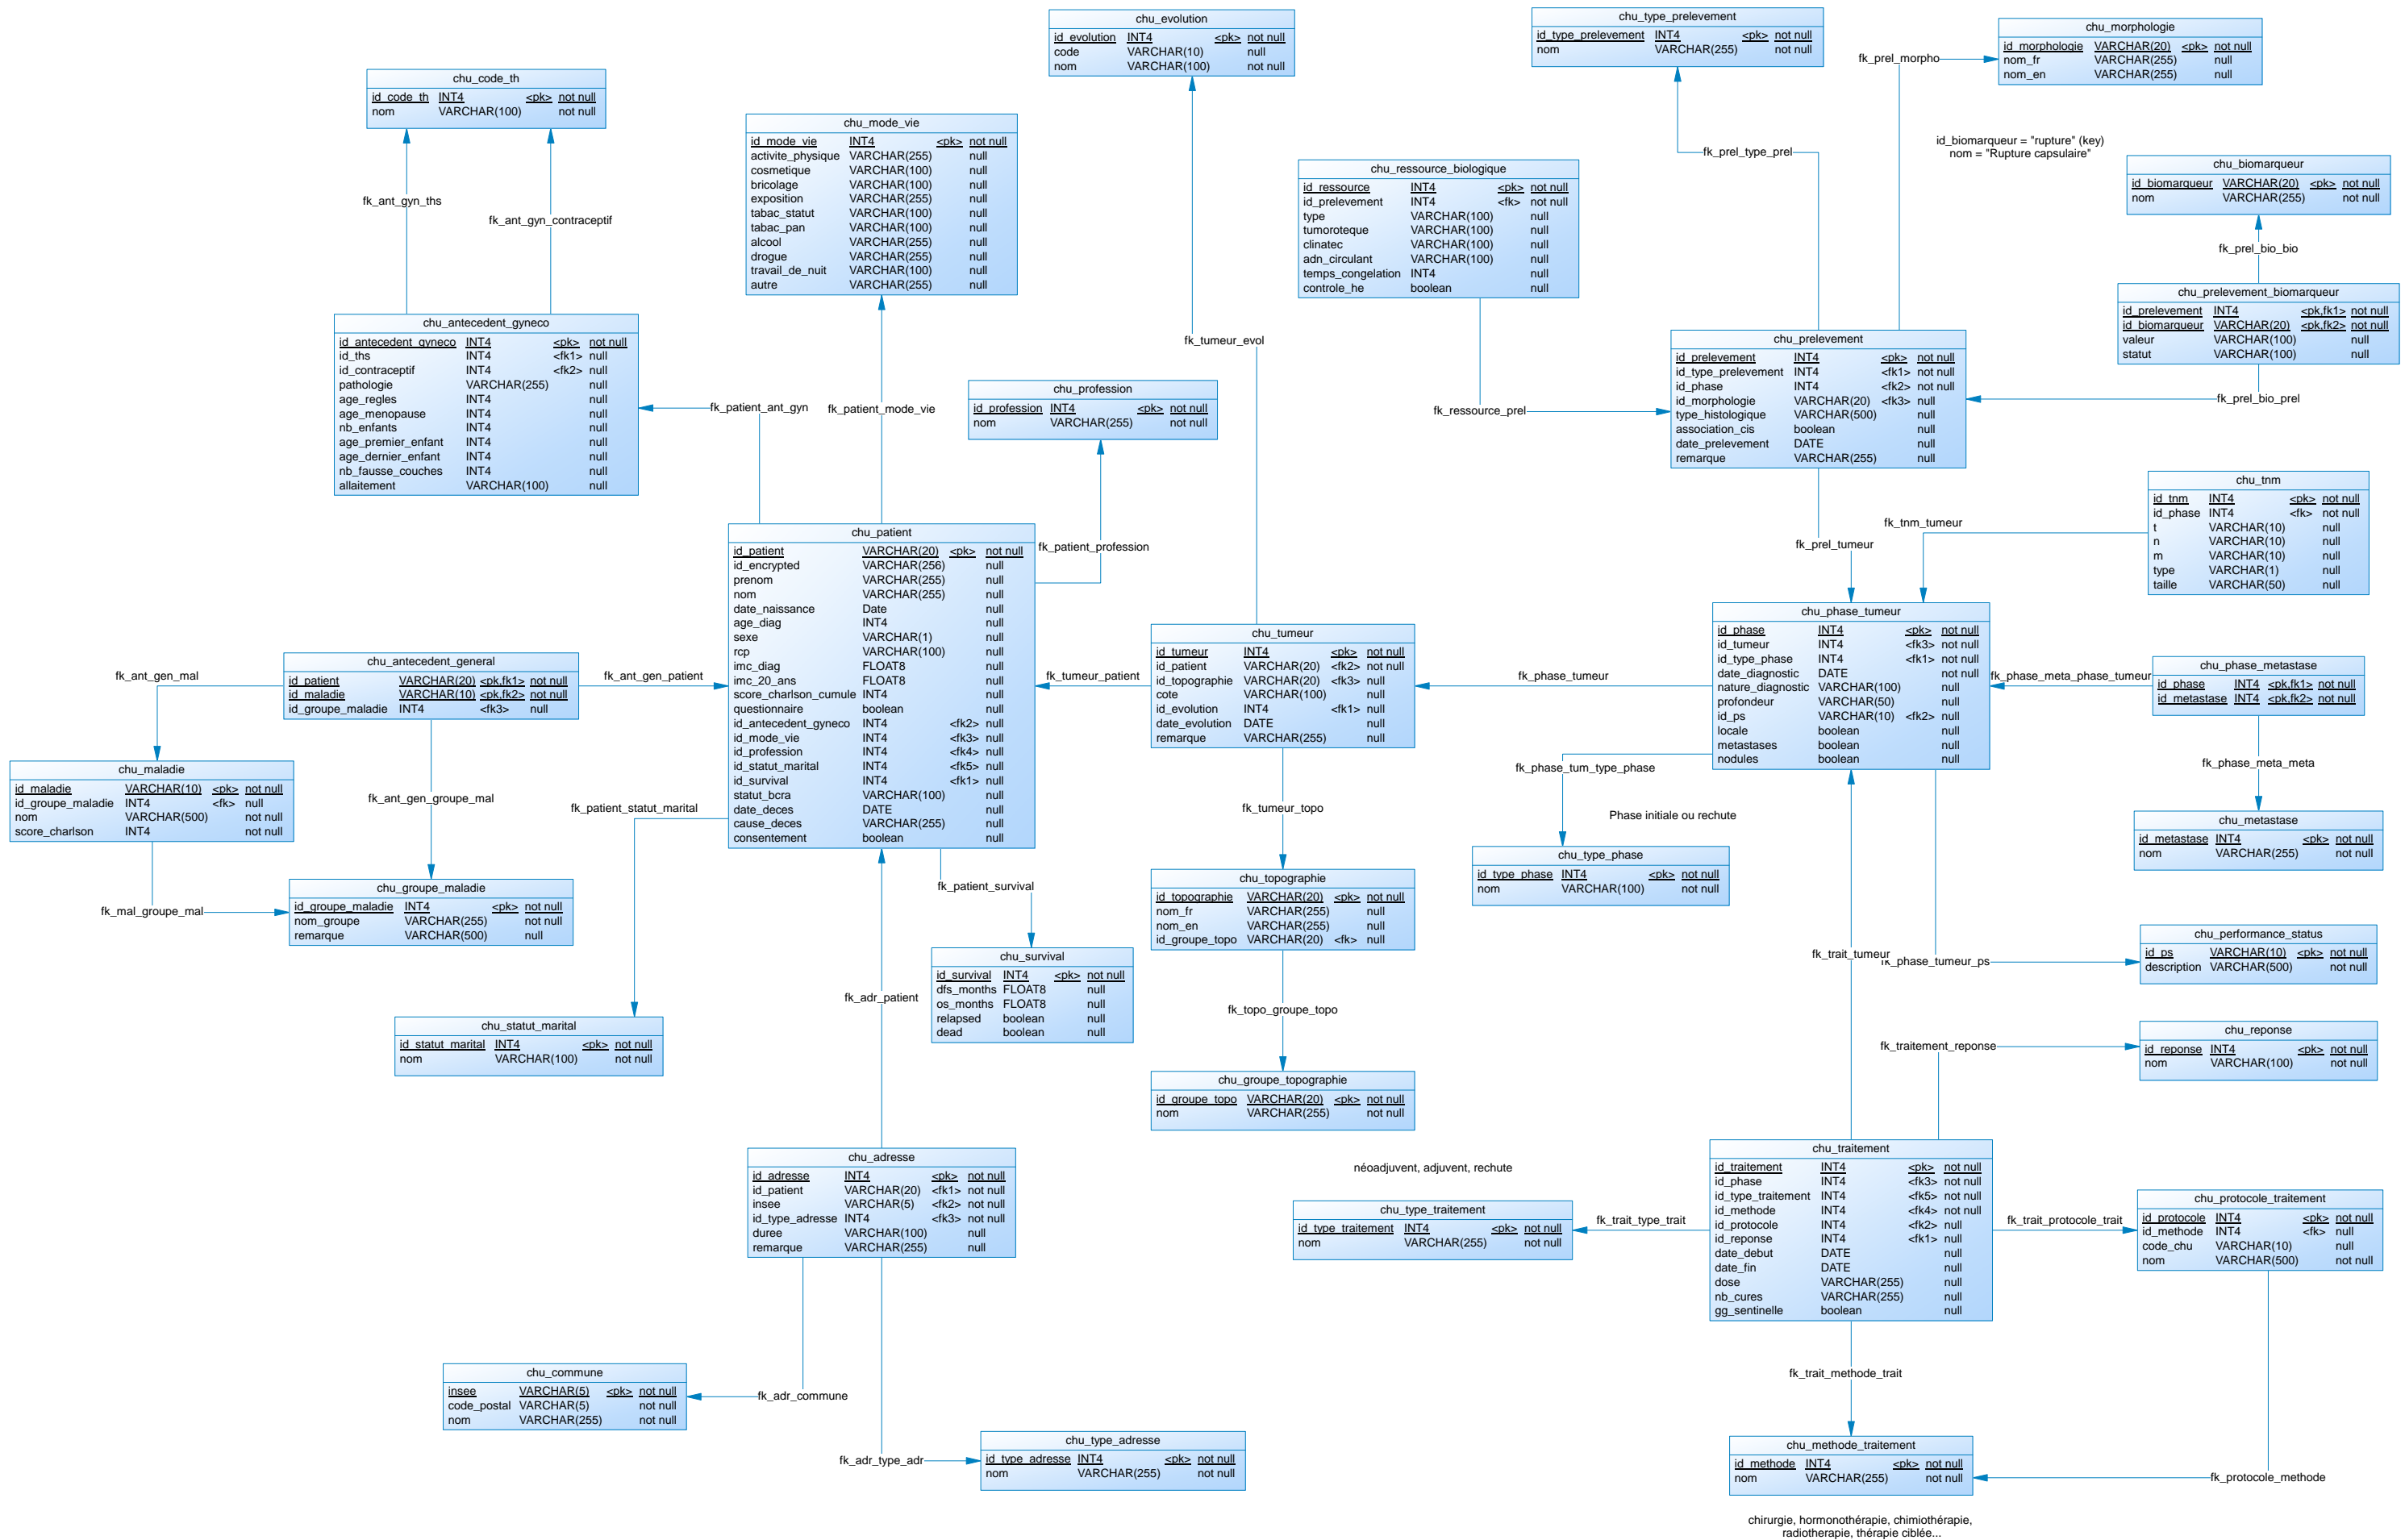 chu_evolution
id_evolution INT4 <pk> not null
code VARCHAR(10) null
nom VARCHAR(100) not null
chu_type_prelevement
id_type_prelevement INT4 <pk> not null
nom VARCHAR(255) not null
chu_morphologie
id_morphologie VARCHAR(20) <pk> not null
nom_fr VARCHAR(255) null
nom_en VARCHAR(255) null
fk_prel_morpho
chu_code_th
id_code_th INT4 <pk> not null
nom VARCHAR(100) not null
chu_mode_vie
id_mode_vie INT4 <pk> not null
activite_physique VARCHAR(255) null
cosmetique VARCHAR(100) null
bricolage VARCHAR(100) null
exposition VARCHAR(255) null
tabac_statut VARCHAR(100) null
tabac_pan VARCHAR(100) null
alcool VARCHAR(255) null
drogue VARCHAR(255) null
travail_de_nuit VARCHAR(100) null
autre VARCHAR(255) null
fk_prel_type_prel
id_biomarqueur = "rupture" (key)
nom = "Rupture capsulaire"
chu_biomarqueur
id_biomarqueur VARCHAR(20) <pk> not null
nom VARCHAR(255) not null
chu_ressource_biologique
id_ressource INT4 <pk> not null
id_prelevement INT4 <fk> not null
type VARCHAR(100) null
tumoroteque VARCHAR(100) null
clinatec VARCHAR(100) null
adn_circulant VARCHAR(100) null
temps_congelation INT4 null
controle_he boolean null
fk_ant_gyn_ths
fk_ant_gyn_contraceptif
fk_prel_bio_bio
chu_prelevement_biomarqueur
id_prelevement INT4 <pk,fk1> not null
id_biomarqueur VARCHAR(20) <pk,fk2> not null
valeur VARCHAR(100) null
statut VARCHAR(100) null
chu_antecedent_gyneco
id_antecedent_gyneco INT4 <pk> not null
id_ths INT4 <fk1> null
id_contraceptif INT4 <fk2> null
pathologie VARCHAR(255) null
age_regles INT4 null
age_menopause INT4 null
nb_enfants INT4 null
age_premier_enfant INT4 null
age_dernier_enfant INT4 null
nb_fausse_couches INT4 null
allaitement VARCHAR(100) null
fk_tumeur_evol
chu_prelevement
id_prelevement INT4 <pk> not null
id_type_prelevement INT4 <fk1> not null
id_phase INT4 <fk2> not null
id_morphologie VARCHAR(20) <fk3> null
type_histologique VARCHAR(500) null
association_cis boolean null
date_prelevement DATE null
remarque VARCHAR(255) null
fk_patient_ant_gyn
fk_patient_mode_vie
chu_profession
id_profession INT4 <pk> not null
nom VARCHAR(255) not null
fk_ressource_prel
fk_prel_bio_prel
chu_tnm
id_tnm INT4 <pk> not null
id_phase INT4 <fk> not null
t VARCHAR(10) null
n VARCHAR(10) null
m VARCHAR(10) null
type VARCHAR(1) null
taille VARCHAR(50) null
fk_tnm_tumeur
fk_prel_tumeur
chu_patient
id_patient VARCHAR(20) <pk> not null
id_encrypted VARCHAR(256) null
prenom VARCHAR(255) null
nom VARCHAR(255) null
date_naissance Date null
age_diag INT4 null
sexe VARCHAR(1) null
rcp VARCHAR(100) null
imc_diag FLOAT8 null
imc_20_ans FLOAT8 null
score_charlson_cumule INT4 null
questionnaire boolean null
id_antecedent_gyneco INT4 <fk2> null
id_mode_vie INT4 <fk3> null
id_profession INT4 <fk4> null
id_statut_marital INT4 <fk5> null
id_survival INT4 <fk1> null
statut_bcra VARCHAR(100) null
date_deces DATE null
cause_deces VARCHAR(255) null
consentement boolean null
fk_patient_profession
chu_phase_tumeur
id_phase INT4 <pk> not null
id_tumeur INT4 <fk3> not null
id_type_phase INT4 <fk1> not null
date_diagnostic DATE not null
nature_diagnostic VARCHAR(100) null
profondeur VARCHAR(50) null
id_ps VARCHAR(10) <fk2> null
locale boolean null
metastases boolean null
nodules boolean null
chu_tumeur
id_tumeur INT4 <pk> not null
id_patient VARCHAR(20) <fk2> not null
id_topographie VARCHAR(20) <fk3> null
cote VARCHAR(100) null
id_evolution INT4 <fk1> null
date_evolution DATE null
remarque VARCHAR(255) null
chu_antecedent_general
id_patient VARCHAR(20) <pk,fk1> not null
id_maladie VARCHAR(10) <pk,fk2> not null
id_groupe_maladie INT4 <fk3> null
fk_ant_gen_mal
fk_ant_gen_patient
fk_tumeur_patient
fk_phase_tumeur
fk_phase_meta_phase_tumeur
chu_phase_metastase
id_phase INT4 <pk,fk1> not null
id_metastase INT4 <pk,fk2> not null
chu_maladie
id_maladie VARCHAR(10) <pk> not null
id_groupe_maladie INT4 <fk> null
nom VARCHAR(500) not null
score_charlson INT4 not null
fk_ant_gen_groupe_mal
fk_patient_statut_marital
fk_tumeur_topo
fk_phase_tum_type_phase
fk_phase_meta_meta
Phase initiale ou rechute
chu_metastase
id_metastase INT4 <pk> not null
nom VARCHAR(255) not null
chu_type_phase
id_type_phase INT4 <pk> not null
nom VARCHAR(100) not null
chu_groupe_maladie
id_groupe_maladie INT4 <pk> not null
nom_groupe VARCHAR(255) not null
remarque VARCHAR(500) null
fk_mal_groupe_mal
fk_patient_survival
chu_topographie
id_topographie VARCHAR(20) <pk> not null
nom_fr VARCHAR(255) null
nom_en VARCHAR(255) null
id_groupe_topo VARCHAR(20) <fk> null
chu_survival
id_survival INT4 <pk> not null
dfs_months FLOAT8 null
os_months FLOAT8 null
relapsed boolean null
dead boolean null
chu_performance_status
id_ps VARCHAR(10) <pk> not null
description VARCHAR(500) not null
fk_trait_tumeur
fk_phase_tumeur_ps
fk_adr_patient
fk_topo_groupe_topo
chu_statut_marital
id_statut_marital INT4 <pk> not null
nom VARCHAR(100) not null
chu_reponse
id_reponse INT4 <pk> not null
nom VARCHAR(100) not null
fk_traitement_reponse
chu_groupe_topographie
id_groupe_topo VARCHAR(20) <pk> not null
nom VARCHAR(255) not null
chu_adresse
id_adresse INT4 <pk> not null
id_patient VARCHAR(20) <fk1> not null
insee VARCHAR(5) <fk2> not null
id_type_adresse INT4 <fk3> not null
duree VARCHAR(100) null
remarque VARCHAR(255) null
néoadjuvent, adjuvent, rechute
chu_type_traitement
id_type_traitement INT4 <pk> not null
nom VARCHAR(255) not null
fk_trait_type_trait
chu_traitement
id_traitement INT4 <pk> not null
id_phase INT4 <fk3> not null
id_type_traitement INT4 <fk5> not null
id_methode INT4 <fk4> not null
id_protocole INT4 <fk2> null
id_reponse INT4 <fk1> null
date_debut DATE null
date_fin DATE null
dose VARCHAR(255) null
nb_cures VARCHAR(255) null
gg_sentinelle boolean null
fk_trait_protocole_trait
chu_protocole_traitement
id_protocole INT4 <pk> not null
id_methode INT4 <fk> null
code_chu VARCHAR(10) null
nom VARCHAR(500) not null
chu_commune
insee VARCHAR(5) <pk> not null
code_postal VARCHAR(5) not null
nom VARCHAR(255) not null
fk_adr_commune
fk_trait_methode_trait
fk_adr_type_adr
chu_type_adresse
id_type_adresse INT4 <pk> not null
nom VARCHAR(255) not null
chu_methode_traitement
id_methode INT4 <pk> not null
nom VARCHAR(255) not null
fk_protocole_methode
chirurgie, hormonothérapie, chimiothérapie,
radiotherapie, thérapie ciblée...